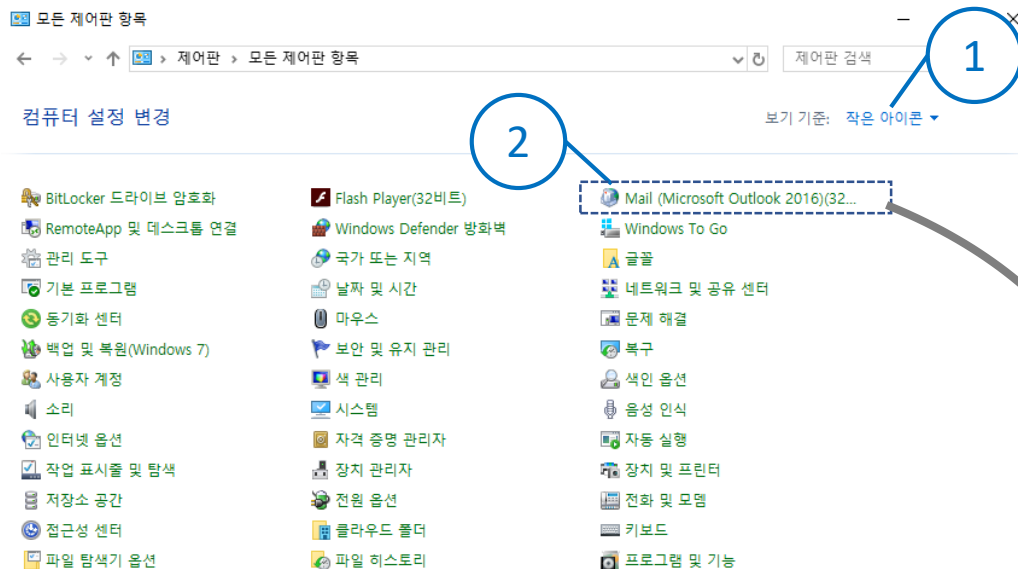 모든 제어판 항목
제어판 › 모든 제어판 항목
제어판 검색
1
컴퓨터 설정 변경
보기 기준: 작은 아이콘
2
BitLocker 드라이브 암호화
Flash Player(32비트)
Mail (Microsoft Outlook 2016)(32...
RemoteApp 및 데스크톱 연결
Windows Defender 방화벽
Windows To Go
관리 도구
국가 또는 지역
글꼴
기본 프로그램
날짜 및 시간
네트워크 및 공유 센터
동기화 센터
마우스
문제 해결
백업 및 복원(Windows 7)
보안 및 유지 관리
복구
사용자 계정
색 관리
색인 옵션
소리
시스템
음성 인식
인터넷 옵션
자격 증명 관리자
자동 실행
작업 표시줄 및 탐색
장치 관리자
장치 및 프린터
저장소 공간
전원 옵션
전화 및 모뎀
접근성 센터
클라우드 폴더
키보드
파일 탐색기 옵션
파일 히스토리
프로그램 및 기능